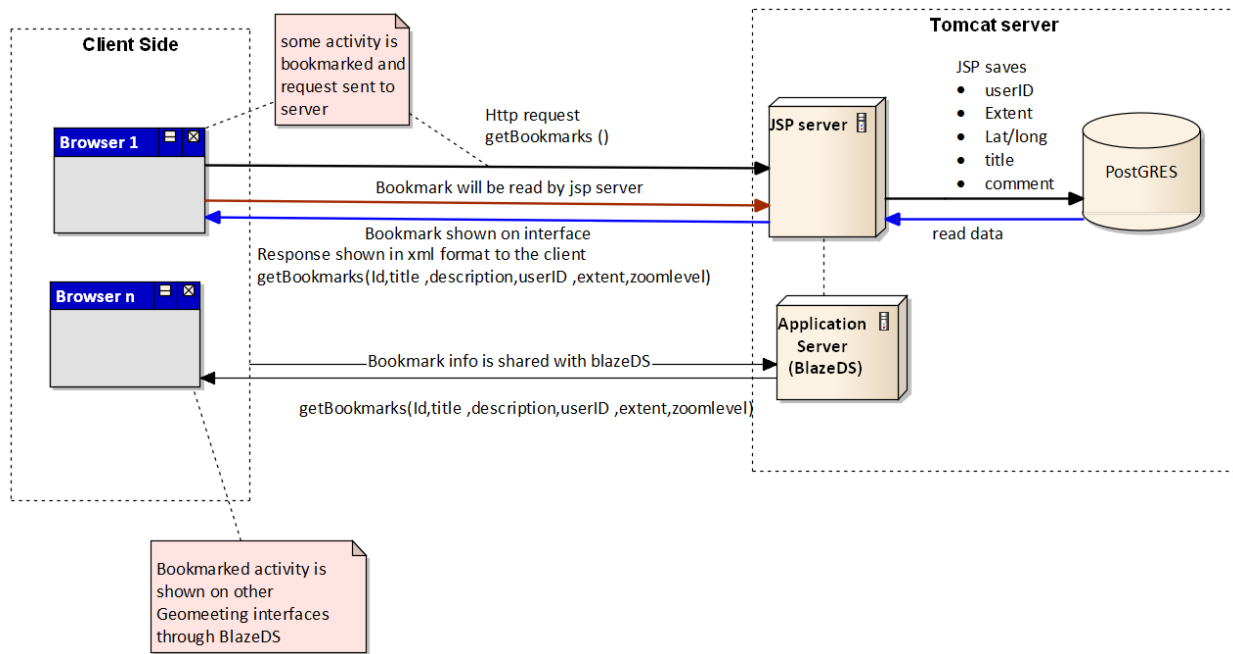 Client Side
some activity is
bookmarked and
request sent to
server
Tomcat server
JSP saves
• userID
• Extent
• Lat/long
• title
• comment
Http request
getBookmarks ()
Browser 1
JSP server
PostGRES
Bookmark will be read by jsp server
Bookmark shown on interface
read data
Response shown in xml format to the client
getBookmarks(Id,title ,description,userID ,extent,zoomlevel)
Browser n
Application
Server
(BlazeDS)
Bookmark info is shared with blazeDS
getBookmarks(Id,title ,description,userID ,extent,zoomlevel)
Bookmarked activity is
shown on other
Geomeeting interfaces
through BlazeDS